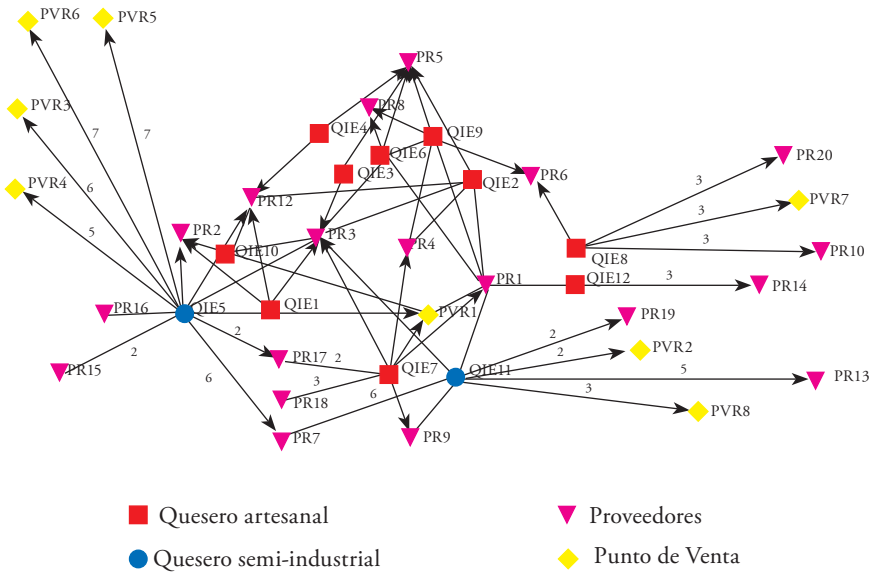 PVR6
PVR5
PR5
PVR3
7
7
PR8
QIE4
QIE9
QIE6
PR20
QIE3
PR6
QIE2
3
PVR4
6
PR12
3
PVR7
5
PR2
PR3
PR4
3
QIE10
QIE8
PR10
PR1
QIE12
3
PR14
PR16
QIE5
QIE1
PVR1
PR19
2
2
2
PVR2
2
PR15
PR17
2
QIE7
QIE11
5
PR13
6
3
6
3
PR18
PVR8
PR7
PR9
Quesero artesanal
Proveedores
Quesero semi-industrial
Punto de Venta